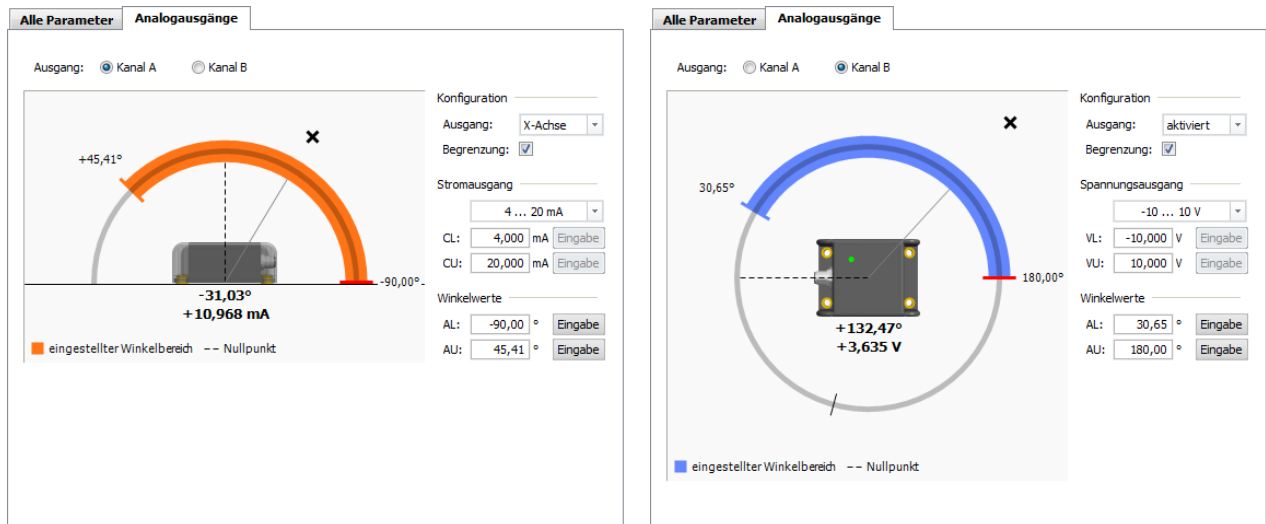 Alle Parameter Analogausgänge
Ausgang: Kanal A Kanal B
Konfiguration
Ausgang: X-Achse
Begrenzung:
+45,41°
Stromausgang
4 ... 20 mA
CL: 4,000 mA Eingabe
CU: 20,000 mA Eingabe
-90,00°
-31,03°
+10,968 mA
Winkelwerte
AL: -90,00 ° Eingabe
AU: 45,41 ° Eingabe
eingestellter Winkelbereich -- Nullpunkt
Alle Parameter Analogausgänge
Ausgang: Kanal A Kanal B
Konfiguration
Ausgang: aktiviert
Begrenzung:
30,65°
Spannungsausgang
-10 ... 10 V
VL: -10,000 V Eingabe
VU: 10,000 V Eingabe
180,00°
Winkelwerte
AL: 30,65 ° Eingabe
AU: 180,00 ° Eingabe
+132,47°
+3,635 V
eingestellter Winkelbereich -- Nullpunkt